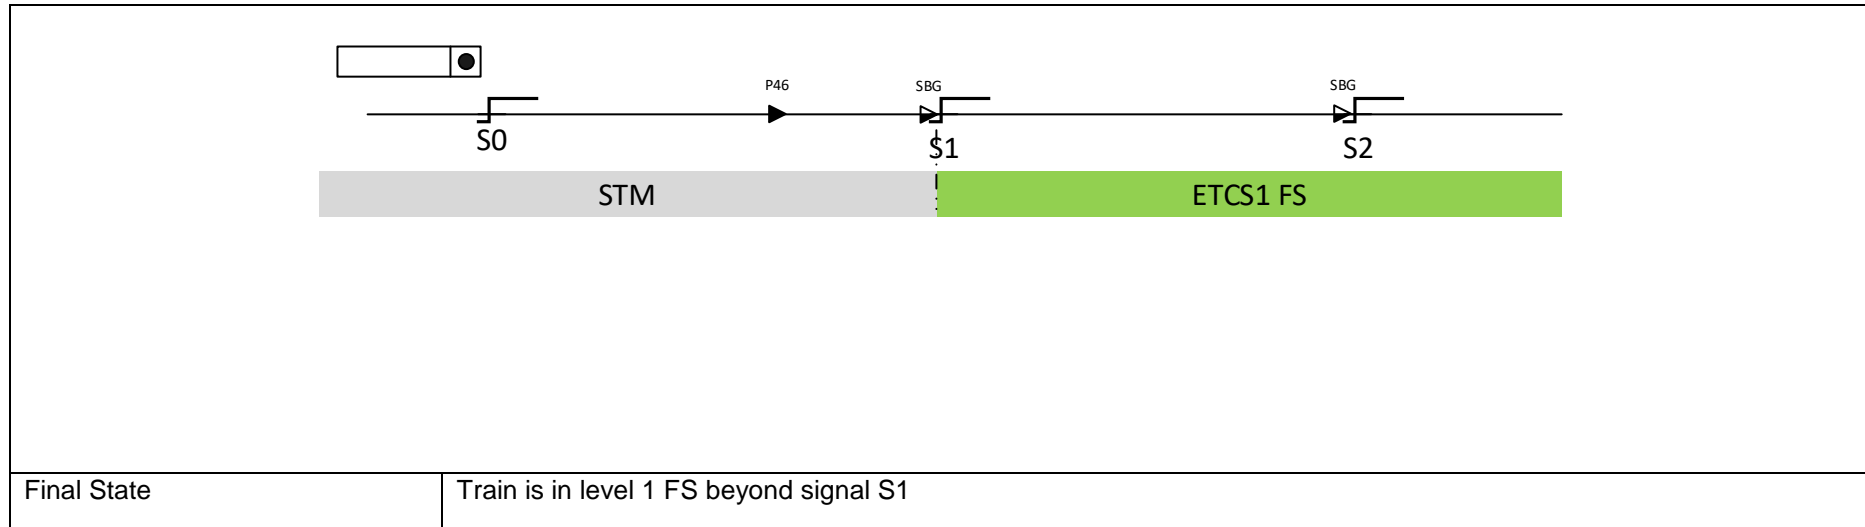 P46
SBG
SBG
S0
S1
S2
STM
ETCS1 FS
Final State
Train is in level 1 FS beyond signal S1